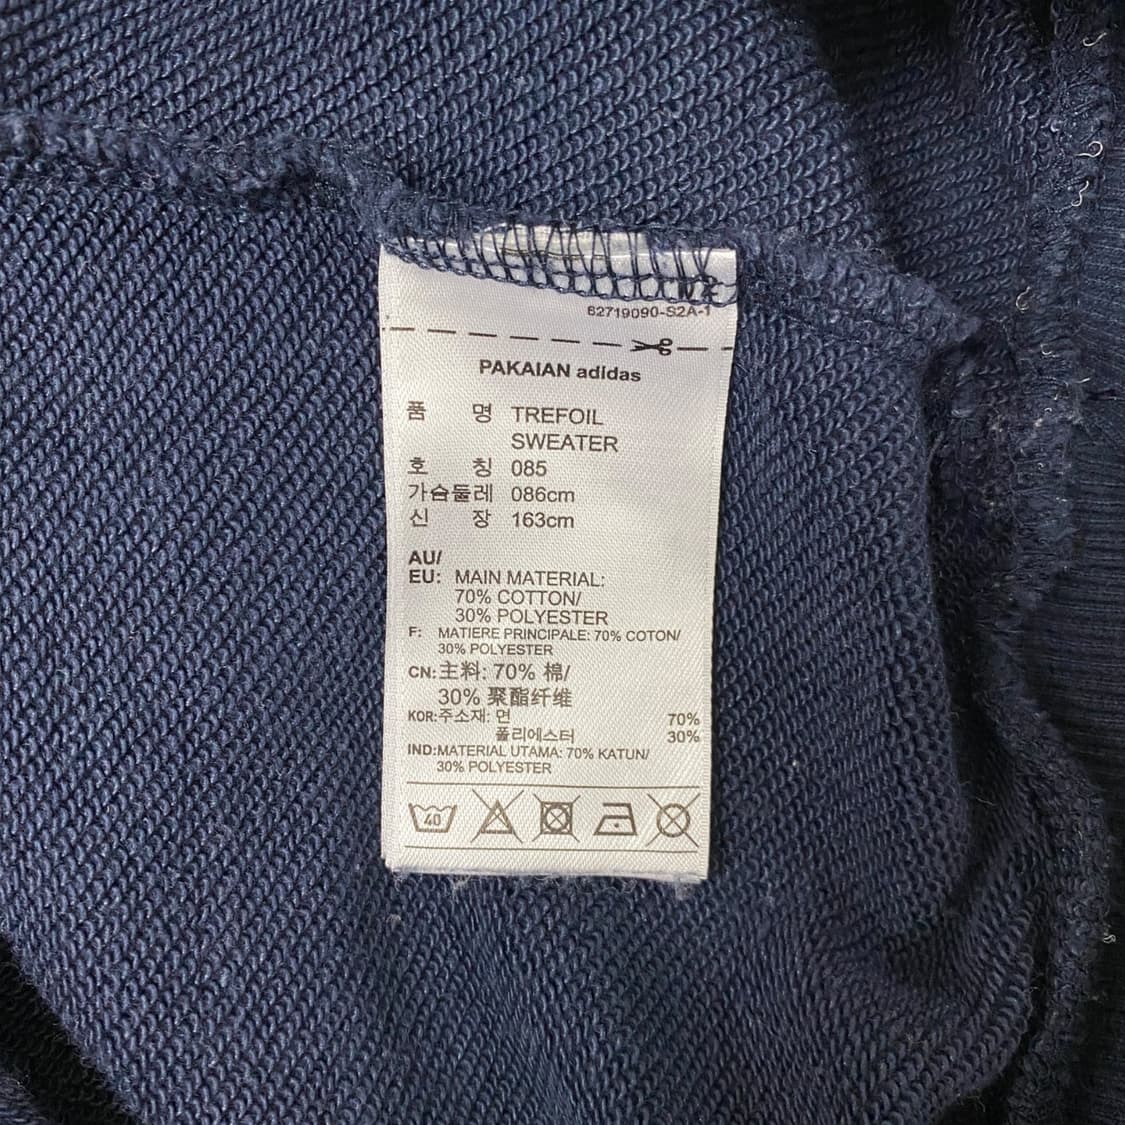 62719090-S2A-1
PAKAIAN adidas
품 명 TREFOIL
SWEATER
호 칭 085
가슴둘레 086cm
신 장 163cm
AU/
EU: MAIN MATERIAL:
70% COTTON/
30% POLYESTER
F: MATIERE PRINCIPALE: 70% COTON/
30% POLYESTER
CN: 主料: 70% 棉/
30% 聚酯纤维
KOR: 주소재: 면 70%
폴리에스터 30%
IND: MATERIAL UTAMA: 70% KATUN/
30% POLYESTER
40